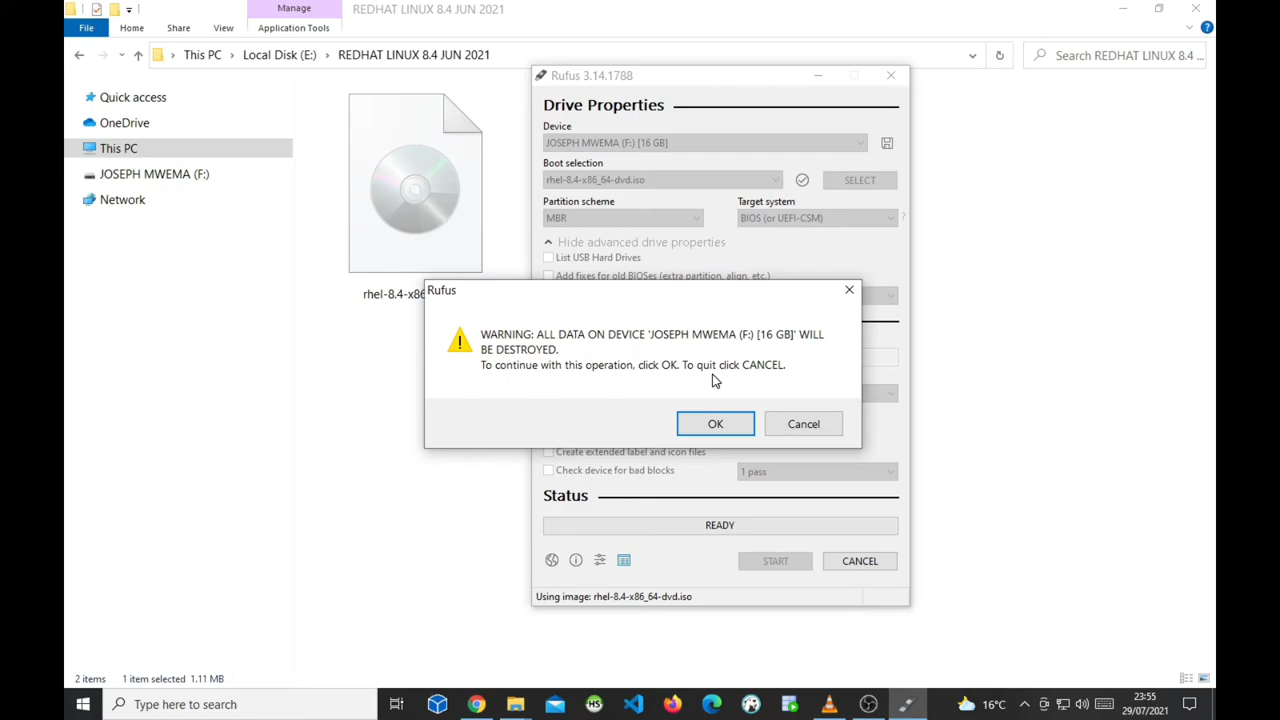 Manage
REDHAT LINUX 8.4 JUN 2021
File
Home
Share
View
Application Tools
This PC
Local Disk (E:)
REDHAT LINUX 8.4 JUN 2021
Search REDHAT LINUX 8.4 ...
Quick access
OneDrive
This PC
JOSEPH MWEMA (F:)
Network
rhel-8.4-x86
Rufus 3.14.1788
Drive Properties
Device
JOSEPH MWEMA (F:) [16 GB]
Boot selection
rhel-8.4-x86_64-dvd.iso
SELECT
Partition scheme
Target system
MBR
BIOS (or UEFI-CSM)
?
Hide advanced drive properties
List USB Hard Drives
Add fixes for old BIOSes (extra partition, align, etc.)
Rufus
WARNING: ALL DATA ON DEVICE 'JOSEPH MWEMA (F:) [16 GB]' WILL
BE DESTROYED.
To continue with this operation, click OK. To quit click CANCEL.
OK
Cancel
Create extended label and icon files
Check device for bad blocks
1 pass
Status
READY
START
CANCEL
Using image: rhel-8.4-x86_64-dvd.iso
2 items
1 item selected 1.11 MB
Type here to search
HS
16°C
23:55
29/07/2021